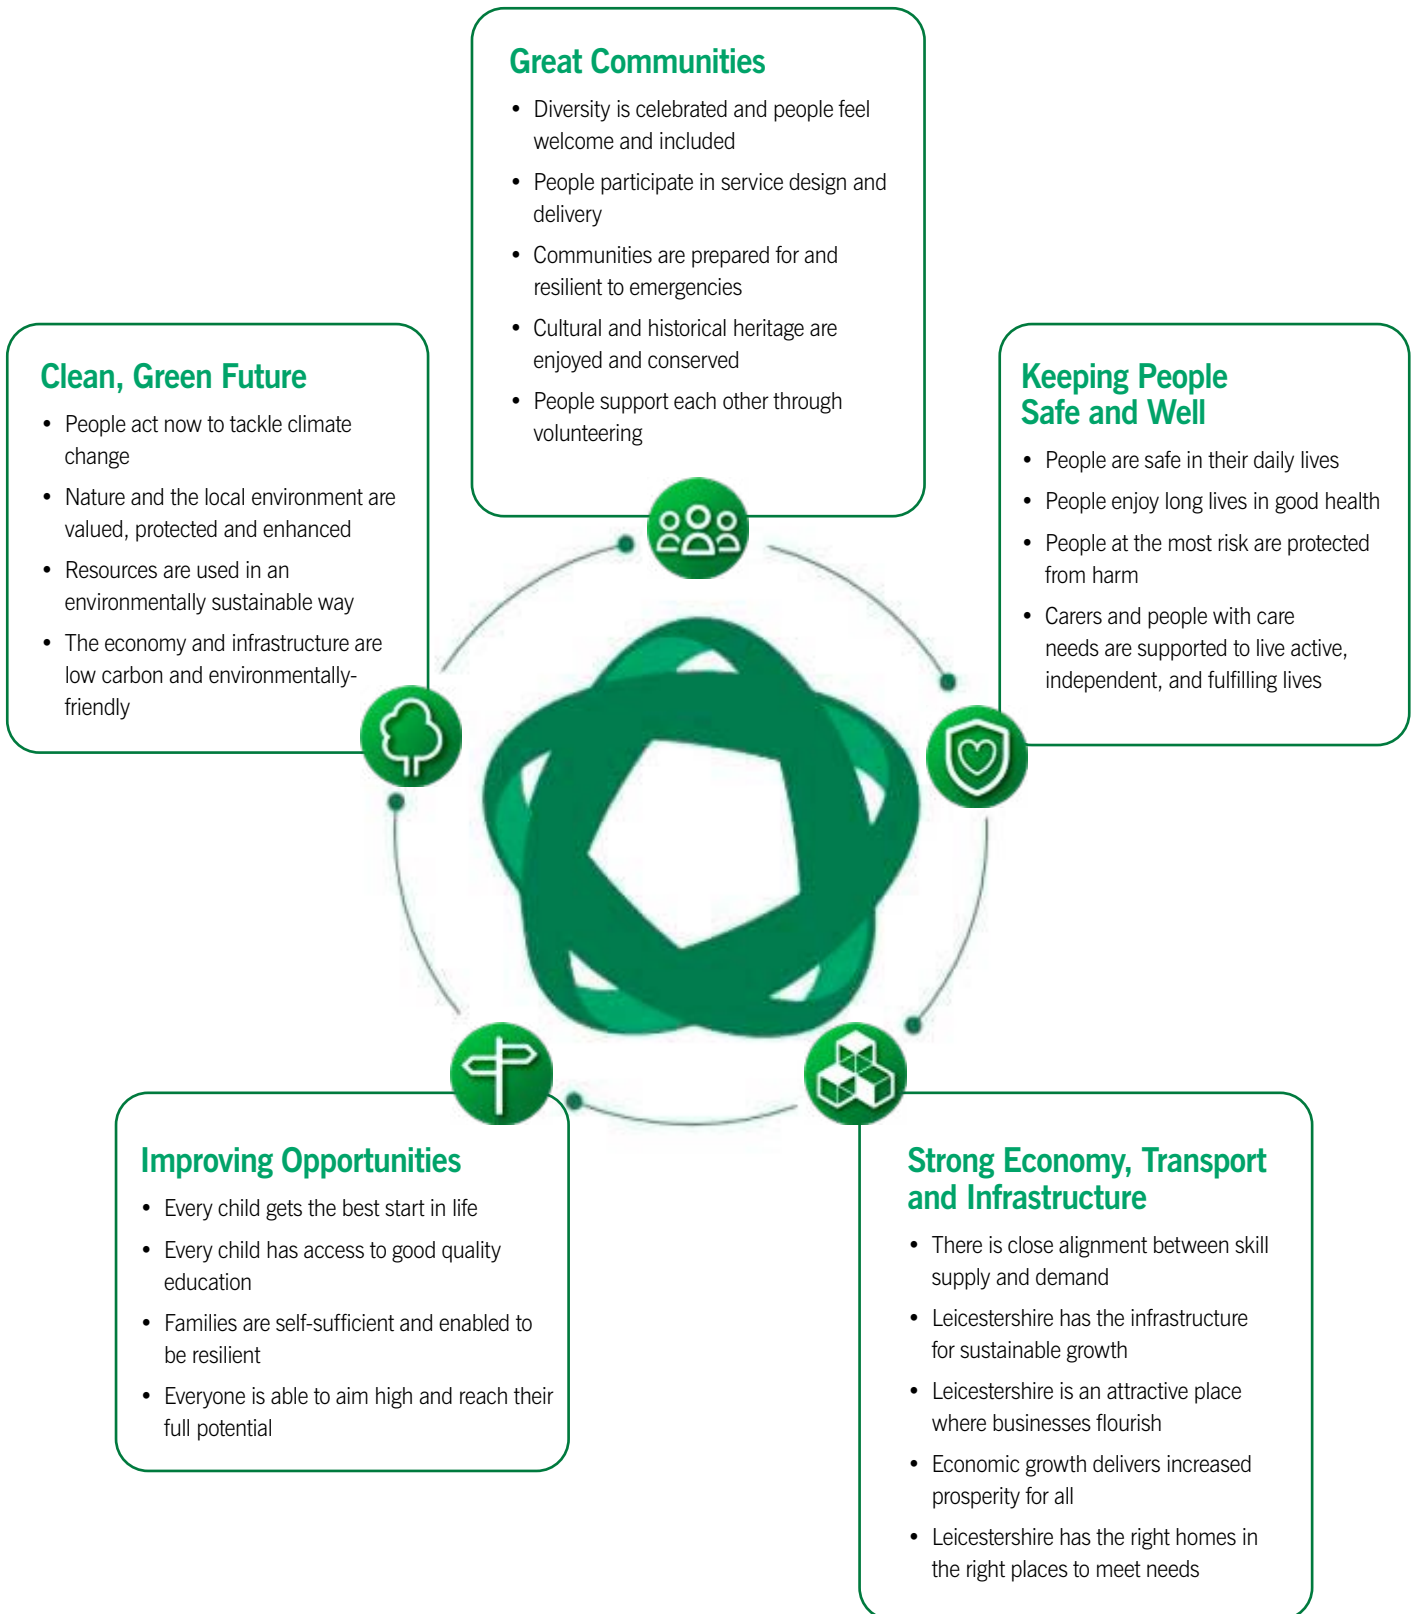 Great Communities
• Diversity is celebrated and people feel
welcome and included
• People participate in service design and
delivery
• Communities are prepared for and
resilient to emergencies
• Cultural and historical heritage are
enjoyed and conserved
• People support each other through
volunteering
Clean, Green Future
• People act now to tackle climate
change
• Nature and the local environment are
valued, protected and enhanced
• Resources are used in an
environmentally sustainable way
• The economy and infrastructure are
low carbon and environmentally-
friendly
Keeping People
Safe and Well
• People are safe in their daily lives
• People enjoy long lives in good health
• People at the most risk are protected
from harm
• Carers and people with care
needs are supported to live active,
independent, and fulfilling lives
Improving Opportunities
• Every child gets the best start in life
• Every child has access to good quality
education
• Families are self-sufficient and enabled to
be resilient
• Everyone is able to aim high and reach their
full potential
Strong Economy, Transport
and Infrastructure
• There is close alignment between skill
supply and demand
• Leicestershire has the infrastructure
for sustainable growth
• Leicestershire is an attractive place
where businesses flourish
• Economic growth delivers increased
prosperity for all
• Leicestershire has the right homes in
the right places to meet needs